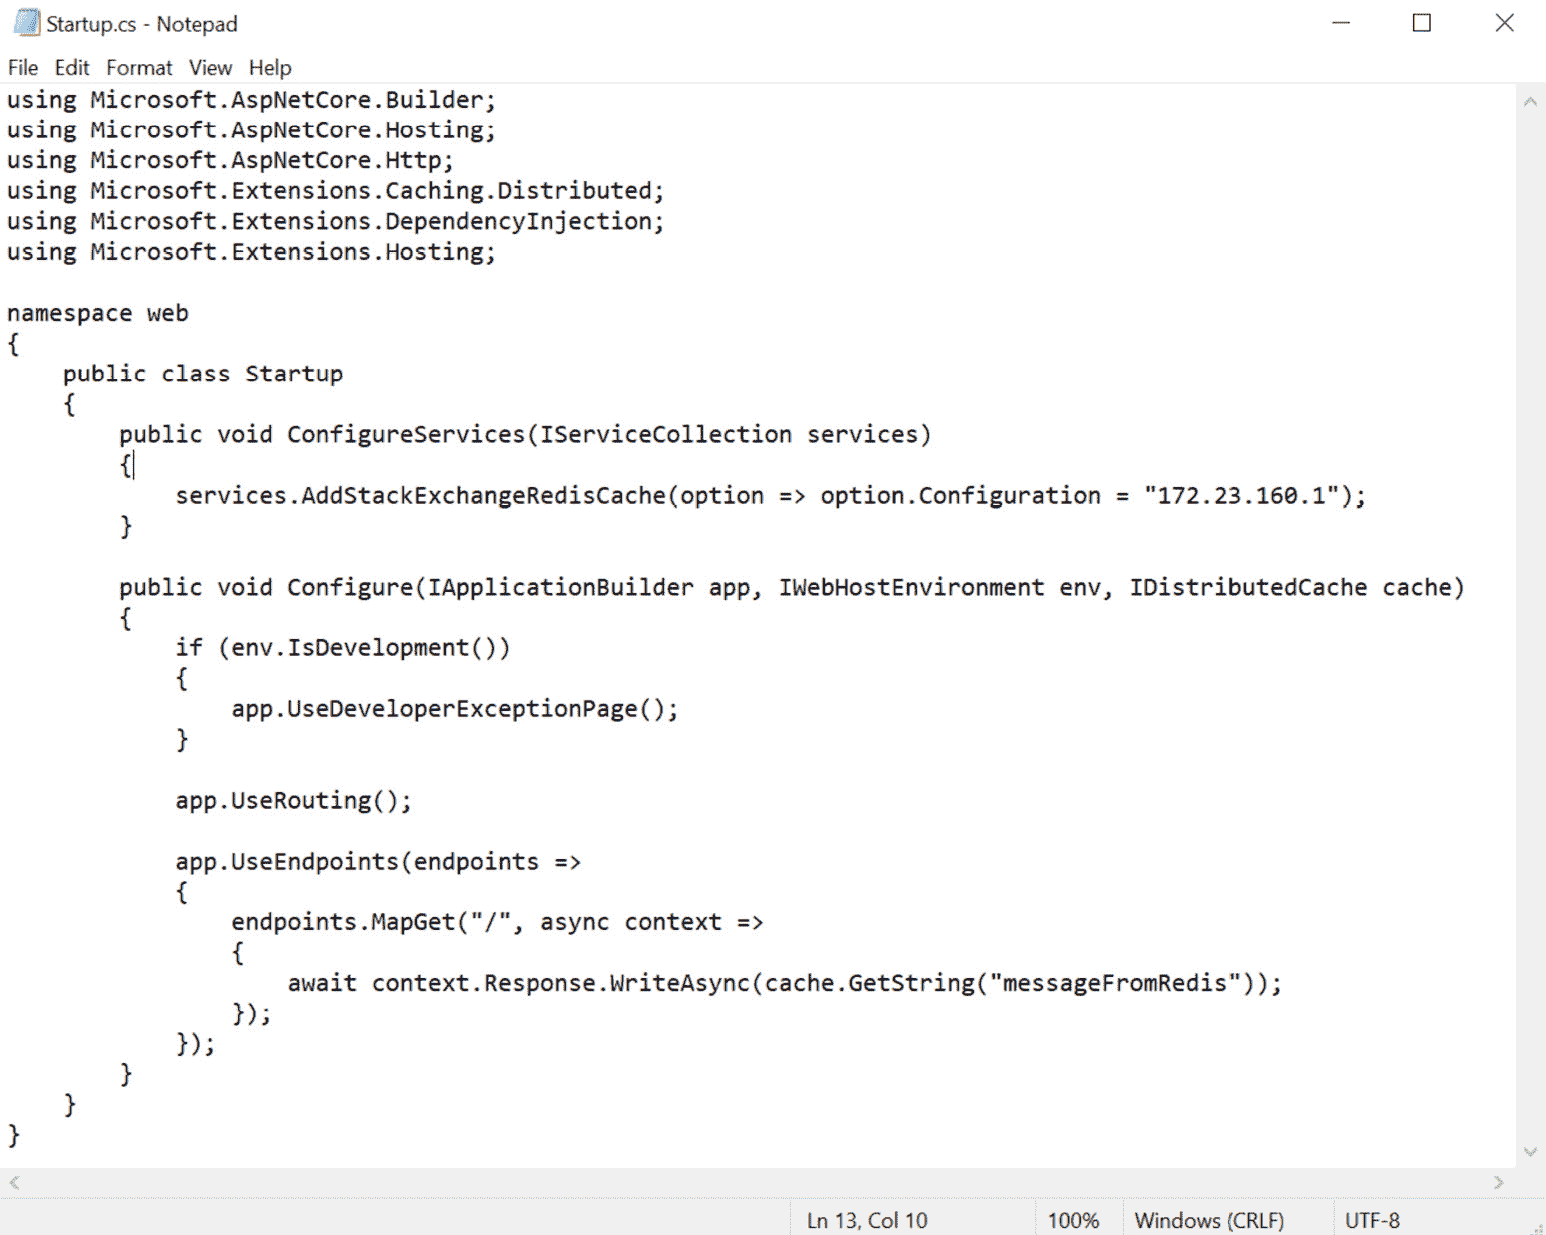 Startup.cs - Notepad
File Edit Format View Help
using Microsoft.AspNetCore.Builder;
using Microsoft.AspNetCore.Hosting;
using Microsoft.AspNetCore.Http;
using Microsoft.Extensions.Caching.Distributed;
using Microsoft.Extensions.DependencyInjection;
using Microsoft.Extensions.Hosting;

namespace web
{
    public class Startup
    {
        public void ConfigureServices(IServiceCollection services)
        {
            services.AddStackExchangeRedisCache(option => option.Configuration = "172.23.160.1");
        }

        public void Configure(IApplicationBuilder app, IWebHostEnvironment env, IDistributedCache cache)
        {
            if (env.IsDevelopment())
            {
                app.UseDeveloperExceptionPage();
            }

            app.UseRouting();

            app.UseEndpoints(endpoints =>
            {
                endpoints.MapGet("/", async context =>
                {
                    await context.Response.WriteAsync(cache.GetString("messageFromRedis"));
                });
            });
        }
    }
}
Ln 13, Col 10 100% Windows (CRLF) UTF-8